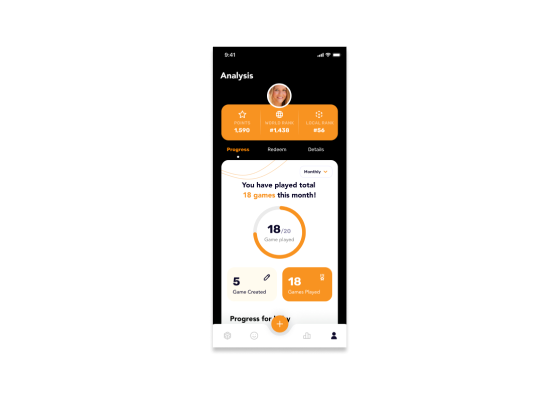 9:41
Analysis
POINTS WORLD RANK LOCAL RANK
1,590 #1,438 #56
Progress Redeem Details
Monthly
You have played total
18 games this month!
18/20
Game played
5 18
Game Created Games Played
Progress for